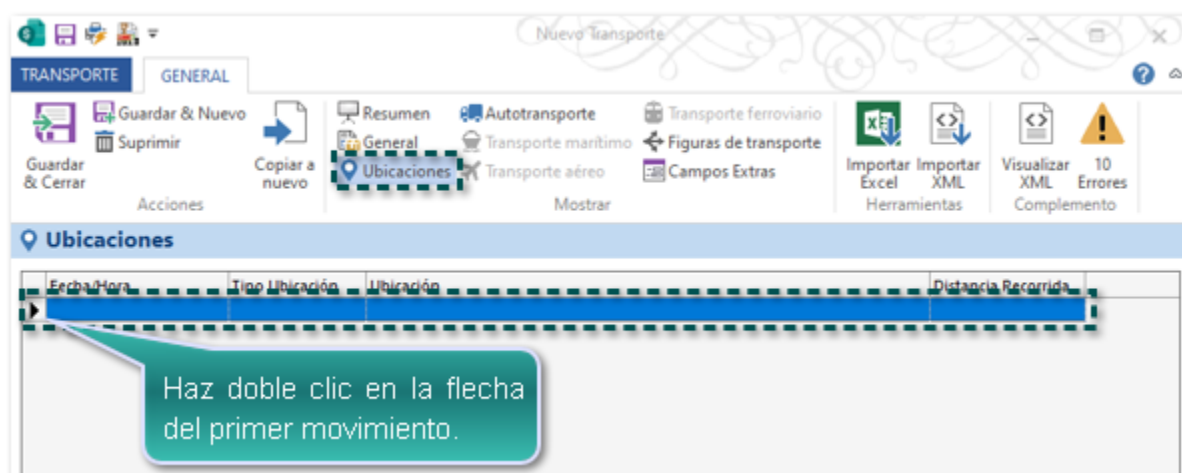 Nuevo Transporte
TRANSPORTE GENERAL
Guardar & Cerrar
Guardar & Nuevo
Suprimir
Copiar a nuevo
Acciones
Resumen
General
Ubicaciones
Autotransporte
Transporte marítimo
Transporte aéreo
Transporte ferroviario
Figuras de transporte
Campos Extras
Mostrar
Importar Excel
Importar XML
Herramientas
Visualizar XML
10 Errores
Complemento
Ubicaciones
Fecha/Hora Tipo Ubicación Ubicación Distancia Recorrida
Haz doble clic en la flecha
del primer movimiento.